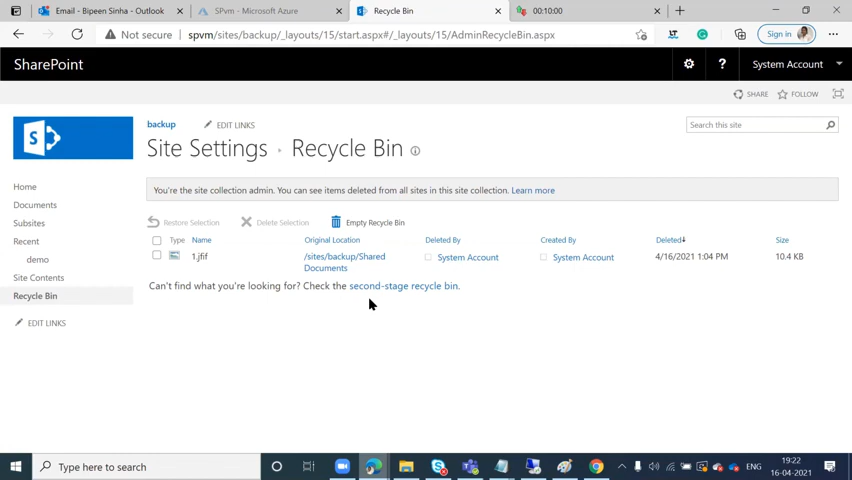 Email - Bipeen Sinha - Outlook
SPvm - Microsoft Azure
Recycle Bin
00:10:00
Not secure
spvm/sites/backup/_layouts/15/start.aspx#/_layouts/15/AdminRecycleBin.aspx
LT
Sign in
SharePoint
?
System Account
SHARE
FOLLOW
S
backup
EDIT LINKS
Search this site
Site Settings
Recycle Bin
Home
Documents
Subsites
Recent
demo
Site Contents
Recycle Bin
EDIT LINKS
You're the site collection admin. You can see items deleted from all sites in this site collection. Learn more
Restore Selection
Delete Selection
Empty Recycle Bin
Type Name Original Location Deleted By Created By Deleted Size
1.jfif /sites/backup/Shared Documents System Account System Account 4/16/2021 1:04 PM 10.4 KB
Can't find what you're looking for? Check the second-stage recycle bin.
Type here to search
ENG
19:22
16-04-2021